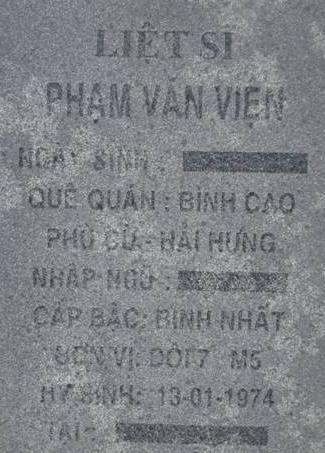 LIỆT SĨ
PHẠM VĂN VIỆN
NGÀY SINH :
QUÊ QUÁN : BÌNH CAO
PHÙ CỪ - HẢI HƯNG
NHẬP NGŨ :
CẤP BẬC: BINH NHẤT
ĐƠN VỊ: D017 M5
HY SINH: 13-01-1974
TẠI :